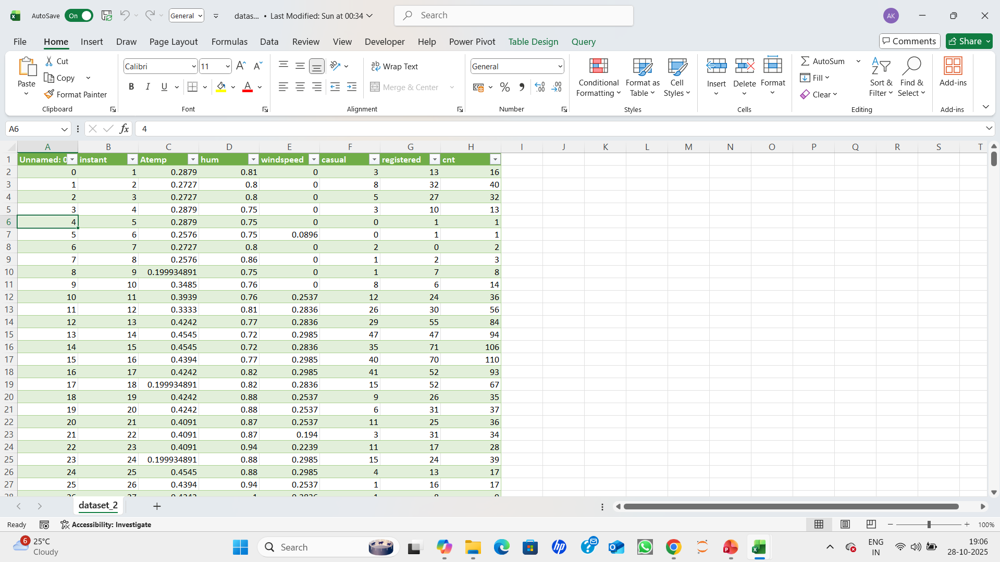 AutoSave On General datas... • Last Modified: Sun at 00:34 Search AK
File Home Insert Draw Page Layout Formulas Data Review View Developer Help Power Pivot Table Design Query Comments Share
Paste Cut Copy Format Painter
Calibri 11
B I U A
Wrap Text
Merge & Center
General
Conditional Formatting Format as Table Cell Styles
Insert Delete Format
AutoSum Fill Clear
Sort & Filter Find & Select
Add-ins
Clipboard Font Alignment Number Styles Cells Editing Add-ins
A6 fx 4
A B C D E F G H I J K L M N O P Q R S T
1 Unnamed: 0 instant Atemp hum windspeed casual registered cnt
2 0 1 0.2879 0.81 0 3 13 16
3 1 2 0.2727 0.8 0 8 32 40
4 2 3 0.2727 0.8 0 5 27 32
5 3 4 0.2879 0.75 0 3 10 13
6 4 5 0.2879 0.75 0 0 1 1
7 5 6 0.2576 0.75 0.0896 0 1 1
8 6 7 0.2727 0.8 0 2 0 2
9 7 8 0.2576 0.86 0 1 2 3
10 8 9 0.199934891 0.75 0 1 7 8
11 9 10 0.3485 0.76 0 8 6 14
12 10 11 0.3939 0.76 0.2537 12 24 36
13 11 12 0.3333 0.81 0.2836 26 30 56
14 12 13 0.4242 0.77 0.2836 29 55 84
15 13 14 0.4545 0.72 0.2985 47 47 94
16 14 15 0.4545 0.72 0.2836 35 71 106
17 15 16 0.4394 0.77 0.2985 40 70 110
18 16 17 0.4242 0.82 0.2985 41 52 93
19 17 18 0.199934891 0.82 0.2836 15 52 67
20 18 19 0.4242 0.88 0.2537 9 26 35
21 19 20 0.4242 0.88 0.2537 6 31 37
22 20 21 0.4091 0.87 0.2537 11 25 36
23 21 22 0.4091 0.87 0.194 3 31 34
24 22 23 0.4091 0.94 0.2239 11 17 28
25 23 24 0.199934891 0.88 0.2985 15 24 39
26 24 25 0.4545 0.88 0.2985 4 13 17
27 25 26 0.4394 0.94 0.2537 1 16 17
dataset_2
Ready Accessibility: Investigate 100%
6 25°C
Cloudy
Search
ENG
IN
19:06
28-10-2025